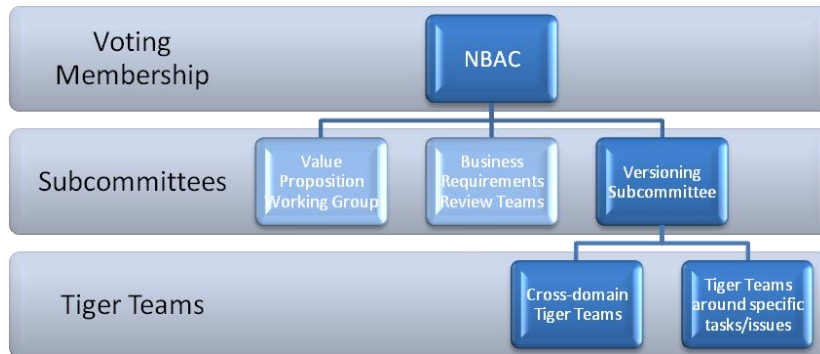 Voting
Membership
NBAC
Subcommittees
Value
Proposition
Working Group
Business
Requirements
Review Teams
Versioning
Subcommittee
Tiger Teams
Cross-domain
Tiger Teams
Tiger Teams
around specific
tasks/issues